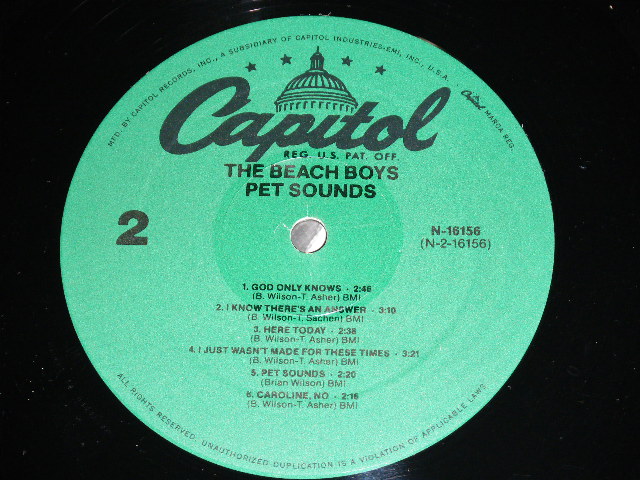 MFD. BY CAPITOL RECORDS, INC., A SUBSIDIARY OF CAPITOL INDUSTRIES-EMI, INC., U.S.A.
Capitol MARCA REG.
Capitol
REG. U.S. PAT. OFF.
THE BEACH BOYS
PET SOUNDS
2
N-16156
(N-2-16156)
1. GOD ONLY KNOWS · 2:46
(B. Wilson-T. Asher) BMI
2. I KNOW THERE'S AN ANSWER · 3:10
(B. Wilson-T. Sachen) BMI
3. HERE TODAY · 2:38
(B. Wilson-T. Asher) BMI
4. I JUST WASN'T MADE FOR THESE TIMES · 3:21
(B. Wilson-T. Asher) BMI
5. PET SOUNDS · 2:20
(Brian Wilson) BMI
6. CAROLINE, NO · 2:16
(B. Wilson-T. Asher) BMI
ALL RIGHTS RESERVED. UNAUTHORIZED DUPLICATION IS A VIOLATION OF APPLICABLE LAWS.